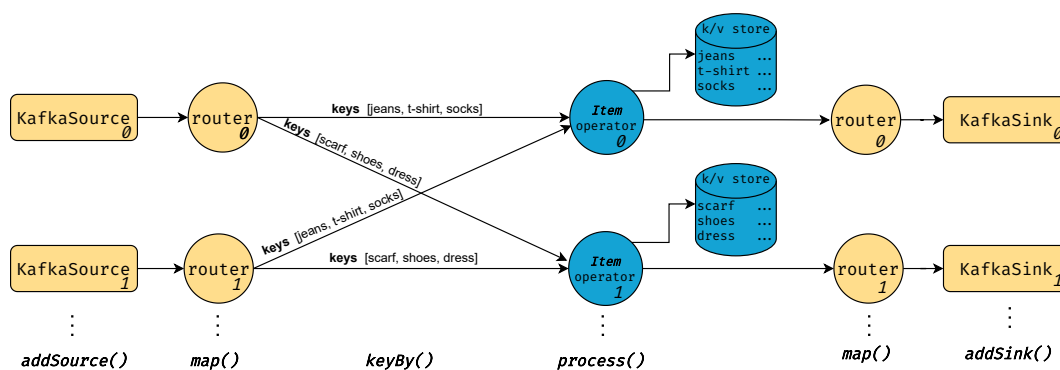 k/v store
jeans ...
t-shirt ...
socks ...
KafkaSource
0
router
0
keys [jeans, t-shirt, socks]
keys [scarf, shoes, dress]
Item
operator
0
router
0
KafkaSink
0
k/v store
scarf ...
shoes ...
dress ...
KafkaSource
1
router
1
keys [jeans, t-shirt, socks]
keys [scarf, shoes, dress]
Item
operator
1
router
1
KafkaSink
1
addSource() map() keyBy() process() map() addSink()